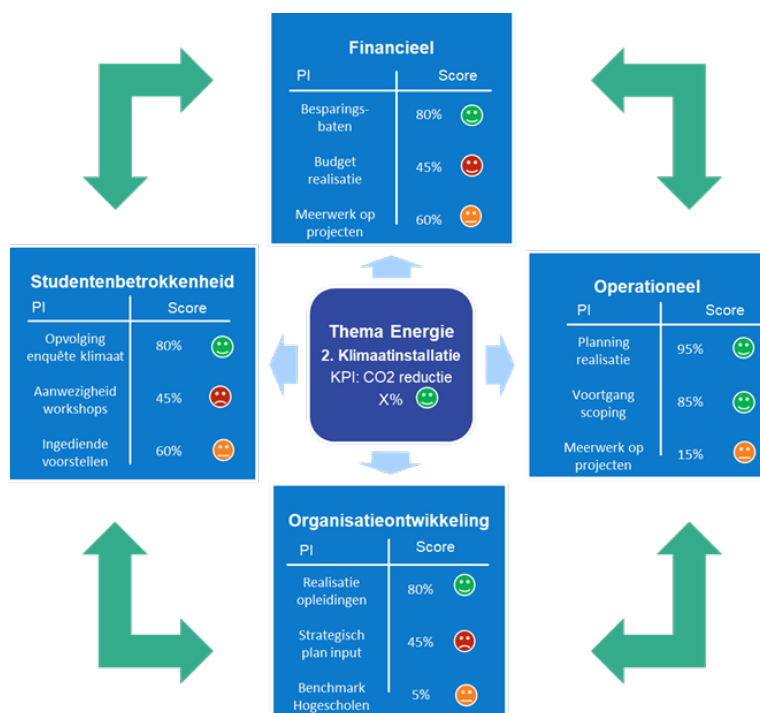 Financieel
PI Score
Besparings-
baten 80%
Budget
realisatie 45%
Meerwerk op
projecten 60%
Studentenbetrokkenheid
PI Score
Opvolging
enquête klimaat 80%
Aanwezigheid
workshops 45%
Ingediende
voorstellen 60%
Thema Energie
2. Klimaatinstallatie
KPI: CO2 reductie
X%
Operationeel
PI Score
Planning
realisatie 95%
Voortgang
scoping 85%
Meerwerk op
projecten 15%
Organisatieontwikkeling
PI Score
Realisatie
opleidingen 80%
Strategisch
plan input 45%
Benchmark
Hogescholen 5%